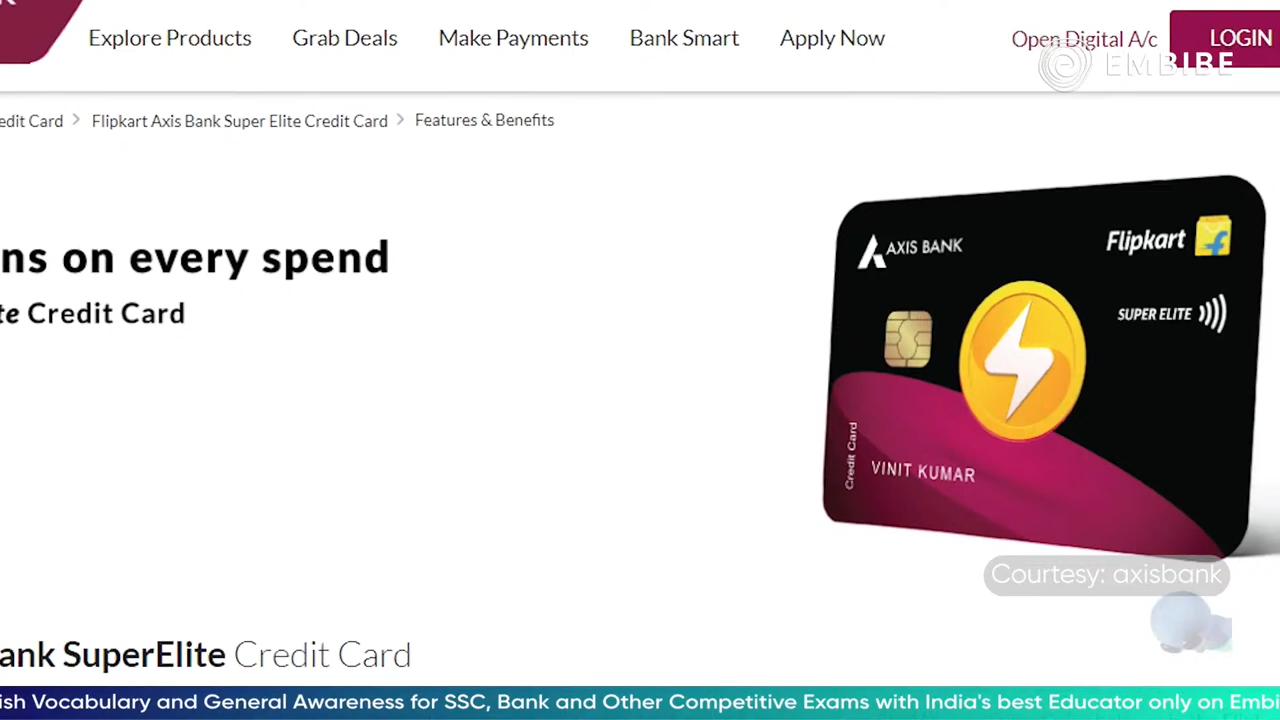 Explore Products Grab Deals Make Payments Bank Smart Apply Now Open Digital A/c LOGIN
EMBIBE
edit Card > Flipkart Axis Bank Super Elite Credit Card > Features & Benefits
ns on every spend
te Credit Card
AXIS BANK
Flipkart
SUPER ELITE
Credit Card
VINIT KUMAR
Courtesy: axisbank
ank SuperElite Credit Card
ish Vocabulary and General Awareness for SSC, Bank and Other Competitive Exams with India's best Educator only on Embi